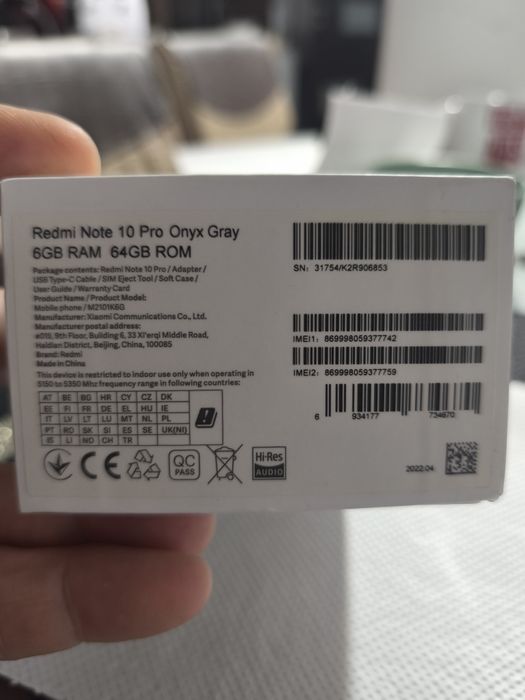 Redmi Note 10 Pro Onyx Gray
6GB RAM 64GB ROM
Package contents: Redmi Note 10 Pro / Adapter /
USB Type-C Cable / SIM Eject Tool / Soft Case /
User Guide / Warranty Card
Product Name / Product Model:
Mobile phone / M2101K6G
Manufacturer: Xiaomi Communications Co., Ltd.
Manufacturer postal address:
#019, 9th Floor, Building 6, 33 Xi'erqi Middle Road,
Haidian District, Beijing, China, 100085
Brand: Redmi
Made in China
This device is restricted to indoor use only when operating in
5150 to 5350 Mhz frequency range in following countries:
AT BE BG HR CY CZ DK
EE FI FR DE EL HU IE
IT LV LT LU MT NL PL
PT RO SK SI ES SE UK(NI)
IS LI NO CH TR
CE
QC
PASS
Hi-Res
AUDIO
SN: 31754/K2R906853
IMEI1: 869998059377742
IMEI2: 869998059377759
6 934177 734670
2022.04